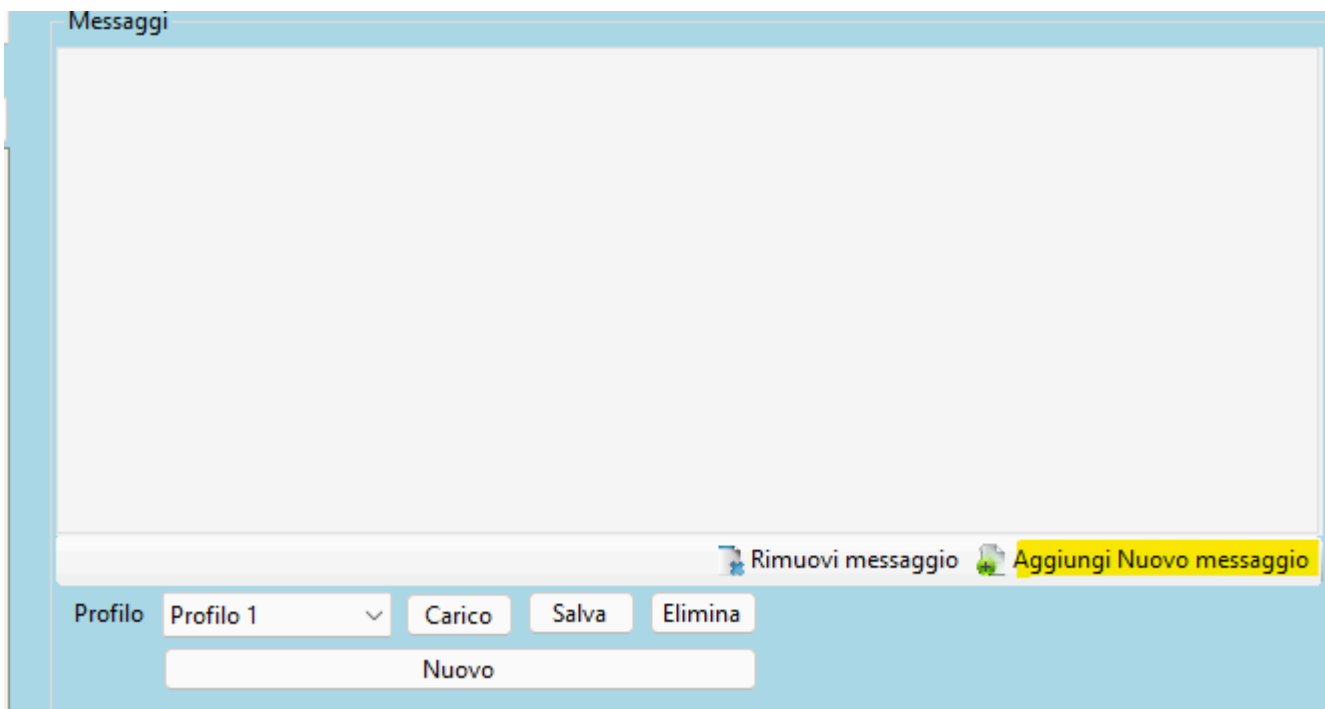 Messaggi
Rimuovi messaggio Aggiungi Nuovo messaggio
Profilo Profilo 1 Carico Salva Elimina
Nuovo